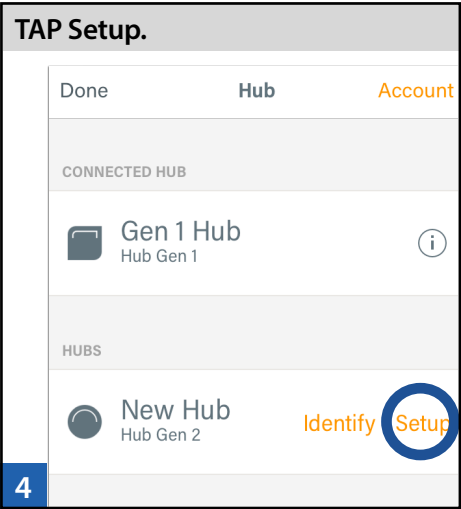 TAP Setup.
Done Hub Account
CONNECTED HUB
Gen 1 Hub
Hub Gen 1
i
HUBS
New Hub
Hub Gen 2
Identify Setup
4